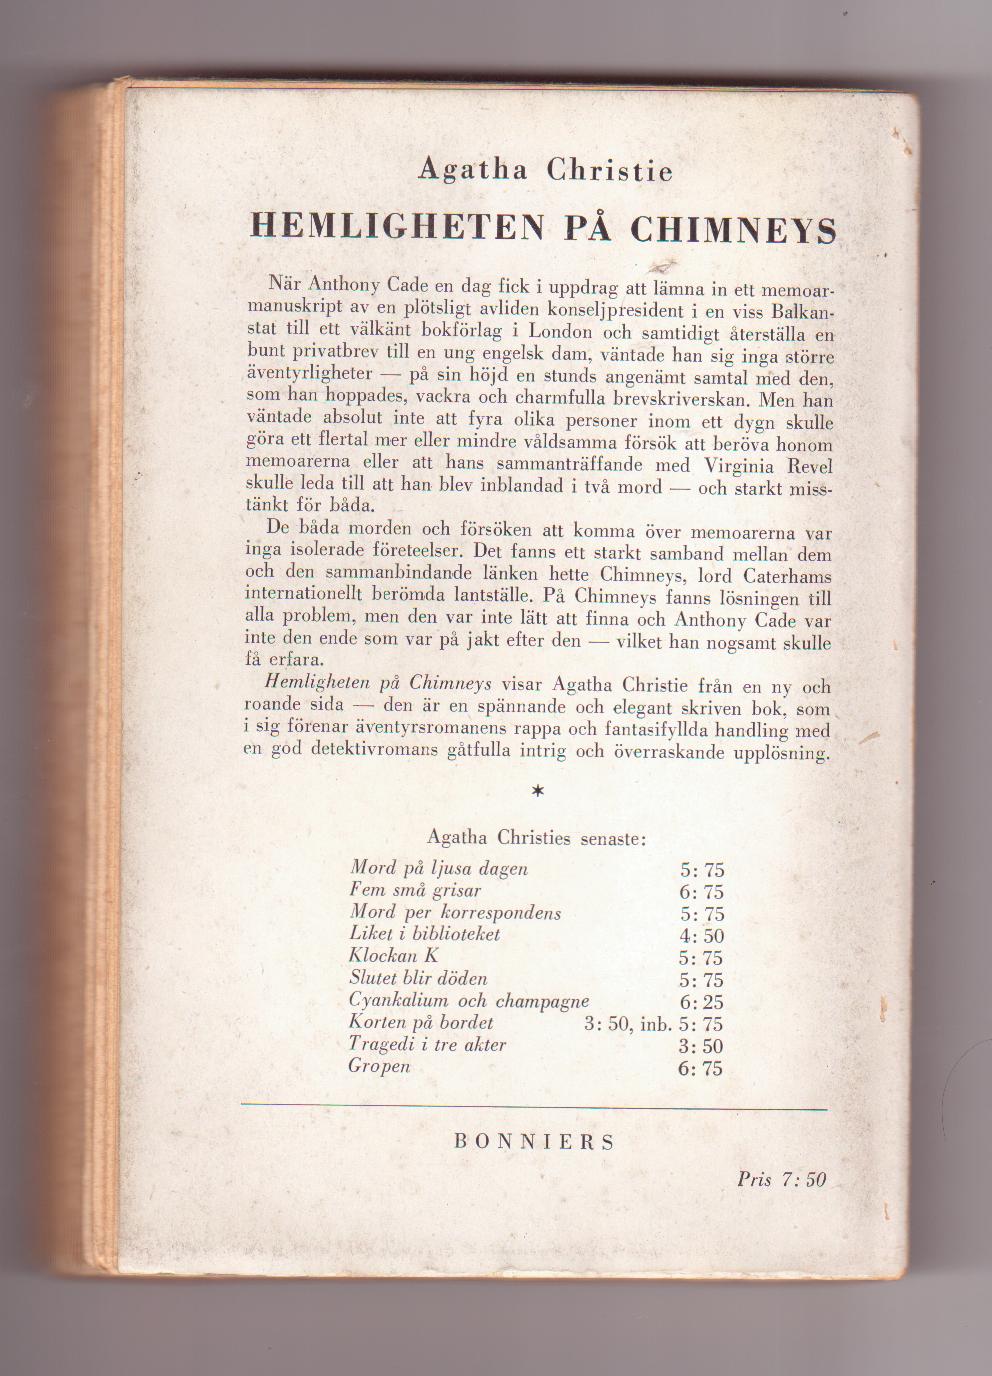 Agatha Christie
HEMLIGHETEN PÅ CHIMNEYS
När Anthony Cade en dag fick i uppdrag att lämna in ett memoar-
manuskript av en plötsligt avliden konseljpresident i en viss Balkan-
stat till ett välkänt bokförlag i London och samtidigt återställa en
bunt privatbrev till en ung engelsk dam, väntade han sig inga större
äventyrligheter — på sin höjd en stunds angenämt samtal med den,
som han hoppades, vackra och charmfulla brevskriverskan. Men han
väntade absolut inte att fyra olika personer inom ett dygn skulle
göra ett flertal mer eller mindre våldsamma försök att beröva honom
memoarerna eller att hans sammanträffande med Virginia Revel
skulle leda till att han blev inblandad i två mord — och starkt miss-
tänkt för båda.
De båda morden och försöken att komma över memoarerna var
inga isolerade företeelser. Det fanns ett starkt samband mellan dem
och den sammanbindande länken hette Chimneys, lord Caterhams
internationellt berömda lantställe. På Chimneys fanns lösningen till
alla problem, men den var inte lätt att finna och Anthony Cade var
inte den ende som var på jakt efter den — vilket han nogsamt skulle
få erfara.
Hemligheten på Chimneys visar Agatha Christie från en ny och
roande sida — den är en spännande och elegant skriven bok, som
i sig förenar äventyrsromanens rappa och fantasifyllda handling med
en god detektivromans gåtfulla intrig och överraskande upplösning.
*
Agatha Christies senaste:
Mord på ljusa dagen 5: 75
Fem små grisar 6: 75
Mord per korrespondens 5: 75
Liket i biblioteket 4: 50
Klockan K 5: 75
Slutet blir döden 5: 75
Cyankalium och champagne 6: 25
Korten på bordet 3: 50, inb. 5: 75
Tragedi i tre akter 3: 50
Gropen 6: 75
BONNIERS
Pris 7: 50